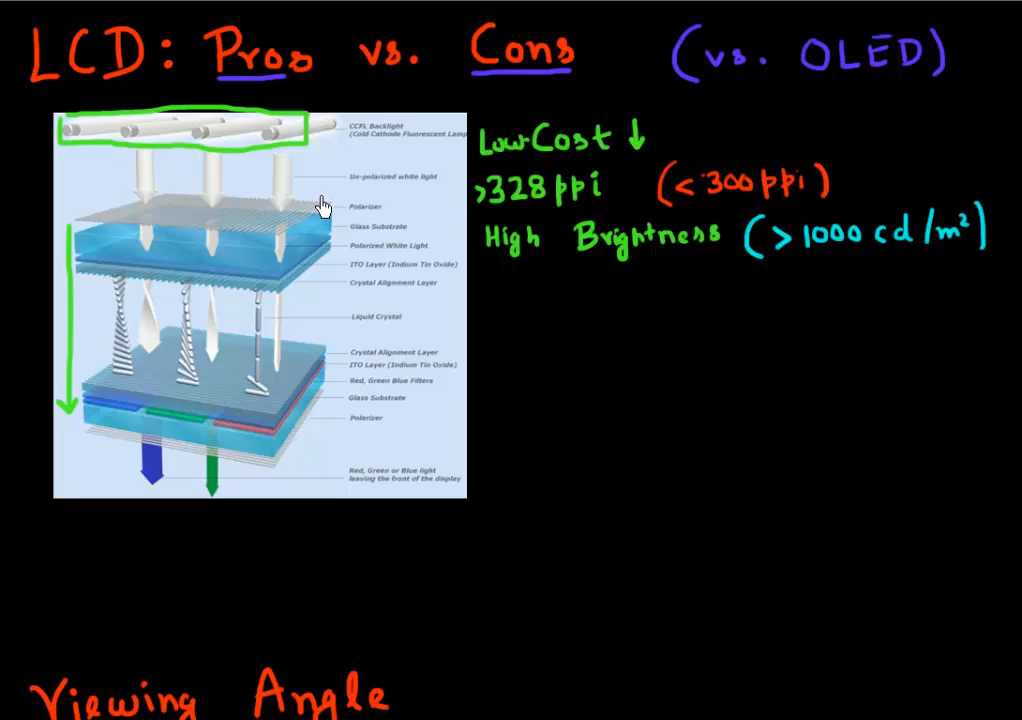 LCD: Pros vs. Cons (vs. OLED)
CCFL Backlight
(Cold Cathode Fluorescent Lamp
Un-polarized white light
Polarizer
Glass Substrate
Polarized White Light
ITO Layer (Indium Tin Oxide)
Crystal Alignment Layer
Liquid Crystal
Crystal Alignment Layer
ITO Layer (Indium Tin Oxide)
Red, Green Blue Filters
Glass Substrate
Polarizer
Red, Green or Blue light
leaving the front of the display
Low-Cost ↓
>328 ppi (< 300 ppi)
High Brightness (> 1000 cd/m²)
Viewing Angle